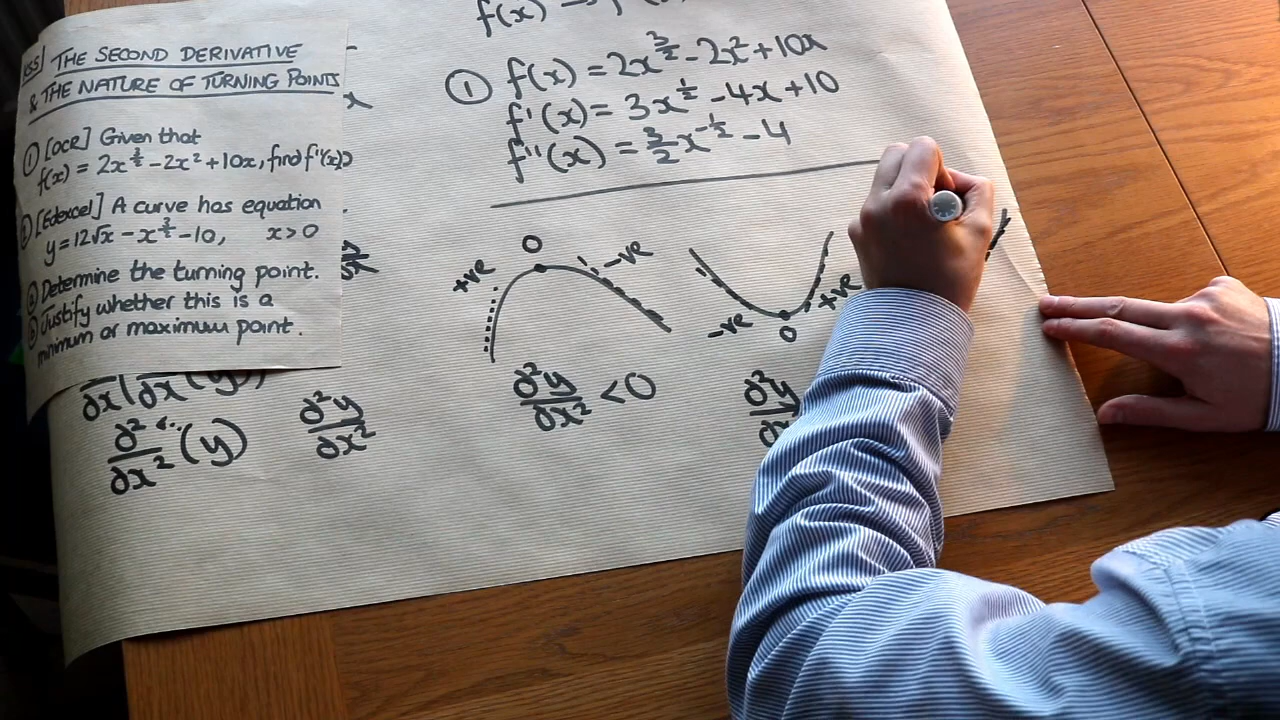 THE SECOND DERIVATIVE
& THE NATURE OF TURNING POINTS
① [OCR] Given that
f(x) = 2x^{3/2} - 2x² + 10x, find f''(x)
② [Edexcel] A curve has equation
y = 12√x - x^{3/2} - 10, x > 0
ⓐ Determine the turning point.
ⓑ Justify whether this is a
minimum or maximum point.
(y)
d²/dx² (y)
d²y/dx²
f(x)
① f(x) = 2x^{3/2} - 2x² + 10x
f'(x) = 3x^{1/2} - 4x + 10
f''(x) = 3/2 x^{-1/2} - 4
+ve 0 -ve
d²y/dx² < 0
-ve 0 +ve
d²y/dx²